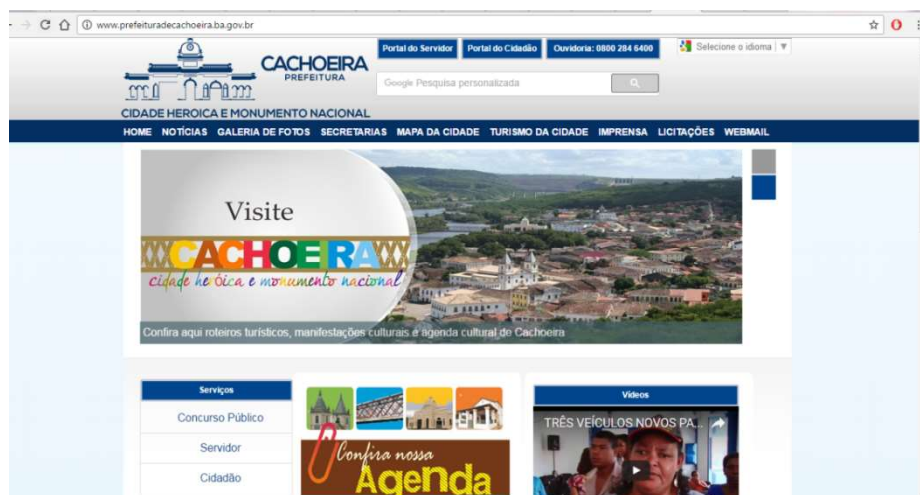 www.prefeituradecachoeira.ba.gov.br
CACHOEIRA
PREFEITURA
CIDADE HEROICA E MONUMENTO NACIONAL
Portal do Servidor Portal do Cidadão Ouvidoria: 0800 284 6400
Selecione o idioma
Google Pesquisa personalizada
HOME NOTÍCIAS GALERIA DE FOTOS SECRETARIAS MAPA DA CIDADE TURISMO DA CIDADE IMPRENSA LICITAÇÕES WEBMAIL
Visite
CACHOEIRA
cidade heróica e monumento nacional
Confira aqui roteiros turísticos, manifestações culturais e agenda cultural de Cachoeira
Serviços
Concurso Público
Servidor
Cidadão
Confira nossa
Agenda
Vídeos
TRÊS VEÍCULOS NOVOS PA...